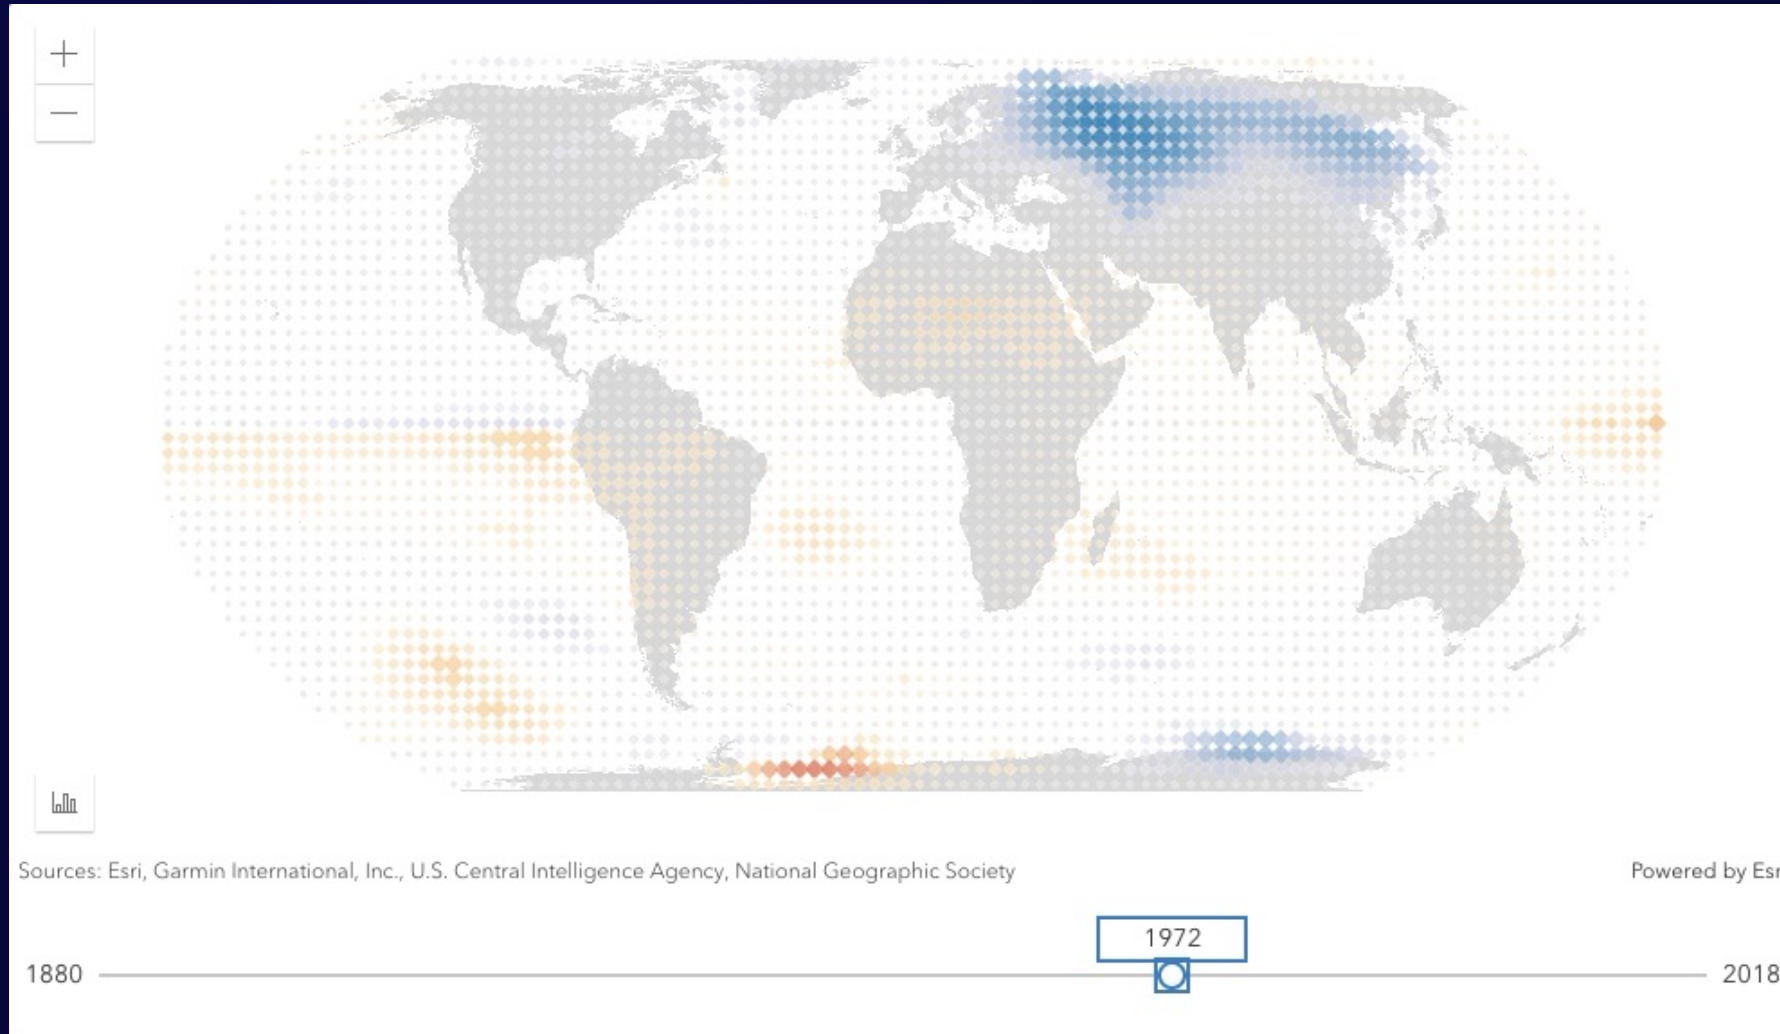 Sources: Esri, Garmin International, Inc., U.S. Central Intelligence Agency, National Geographic Society
Powered by Esr
1972
1880
2018